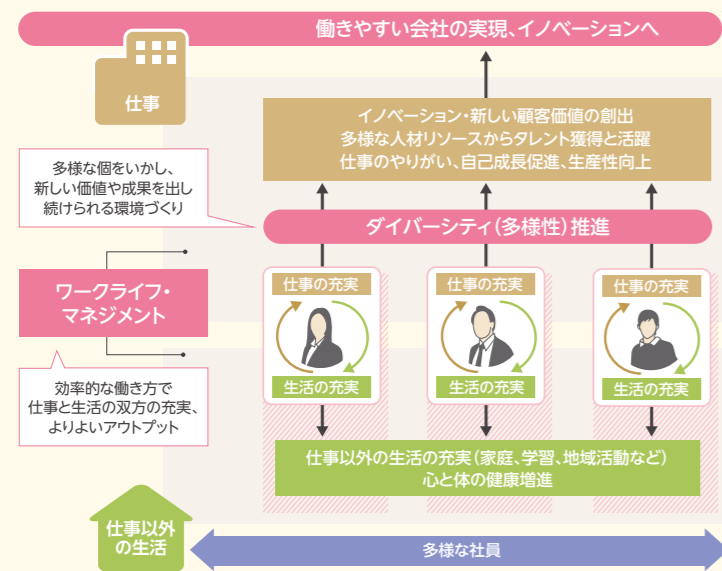 働きやすい会社の実現、イノベーションへ
仕事
イノベーション・新しい顧客価値の創出
多様な人材リソースからタレント獲得と活躍
仕事のやりがい、自己成長促進、生産性向上
多様な個をいかし、
新しい価値や成果を出し
続けられる環境づくり
ダイバーシティ(多様性)推進
ワークライフ・
マネジメント
仕事の充実
生活の充実
仕事の充実
生活の充実
仕事の充実
生活の充実
効率的な働き方で
仕事と生活の双方の充実、
よりよいアウトプット
仕事以外の生活の充実(家庭、学習、地域活動など)
心と体の健康増進
仕事以外
の生活
多様な社員